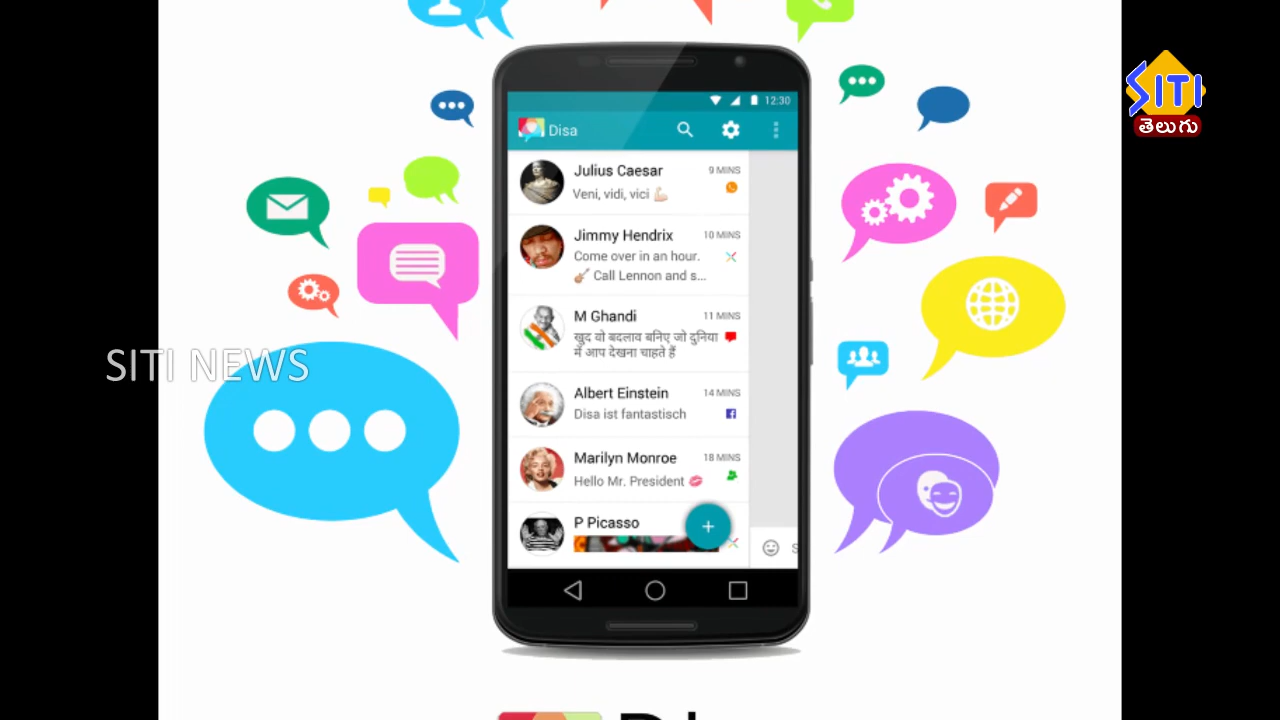 SITI
తెలుగు
12:30
Disa
Julius Caesar
9 MINS
Veni, vidi, vici
Jimmy Hendrix
10 MINS
Come over in an hour.
Call Lennon and s...
M Ghandi
11 MINS
खुद वो बदलाव बनिए जो दुनिया
में आप देखना चाहते हैं
SITI NEWS
Albert Einstein
14 MINS
Disa ist fantastisch
Marilyn Monroe
18 MINS
Hello Mr. President
P Picasso